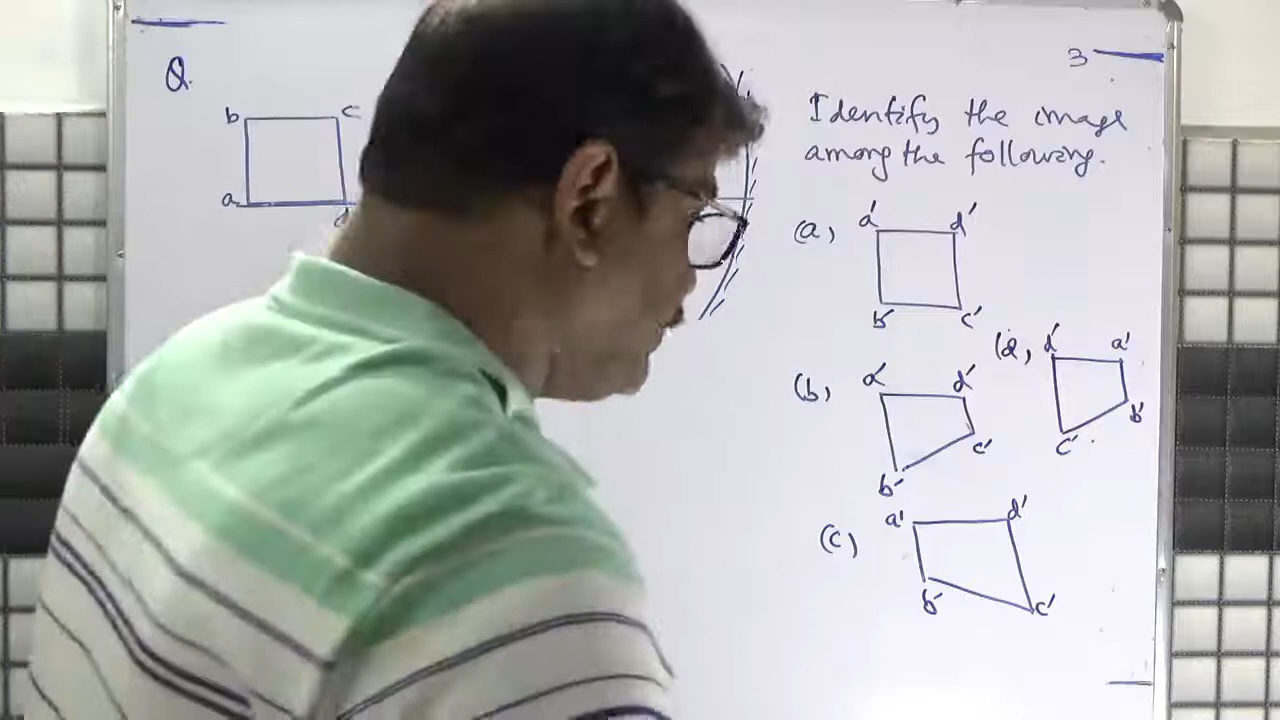 Q.
3
b c
a d
Identify the image
among the following.
(a) a' d'
b' c'
(b) a' d'
c'
b'
(d) d' a'
b'
c'
(c) a' d'
b' c'